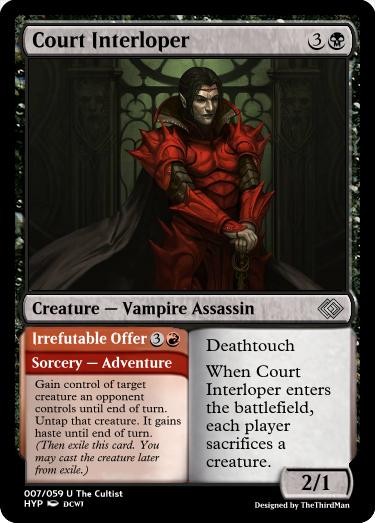 Court Interloper 3
Creature — Vampire Assassin
Irrefutable Offer 3
Sorcery — Adventure
Gain control of target
creature an opponent
controls until end of turn.
Untap that creature. It gains
haste until end of turn.
(Then exile this card. You
may cast the creature later
from exile.)
Deathtouch
When Court
Interloper enters
the battlefield,
each player
sacrifices a
creature.
2/1
007/059 U The Cultist
HYP DCWJ
Designed by TheThirdMan